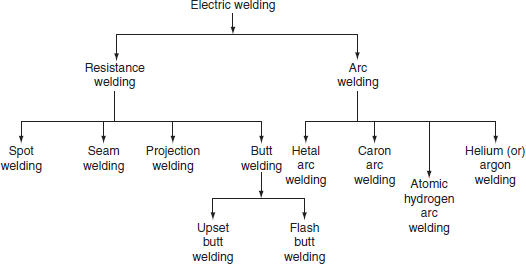 Electric welding
Resistance
welding
Arc
welding
Spot
welding
Seam
welding
Projection
welding
Butt
welding
Hetal
arc
welding
Caron
arc
welding
Atomic
hydrogen
arc
welding
Helium (or)
argon
welding
Upset
butt
welding
Flash
butt
welding